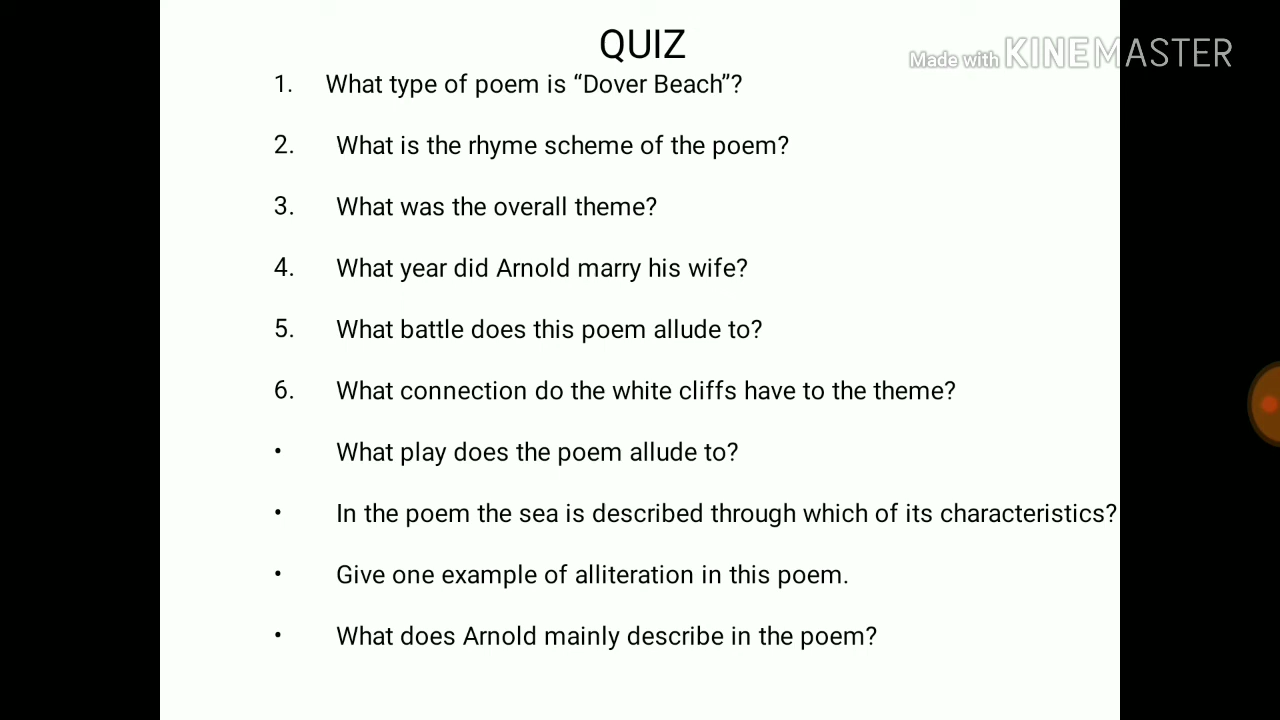 QUIZ
Made with KINEMASTER
1. What type of poem is “Dover Beach”?
2. What is the rhyme scheme of the poem?
3. What was the overall theme?
4. What year did Arnold marry his wife?
5. What battle does this poem allude to?
6. What connection do the white cliffs have to the theme?
• What play does the poem allude to?
• In the poem the sea is described through which of its characteristics?
• Give one example of alliteration in this poem.
• What does Arnold mainly describe in the poem?